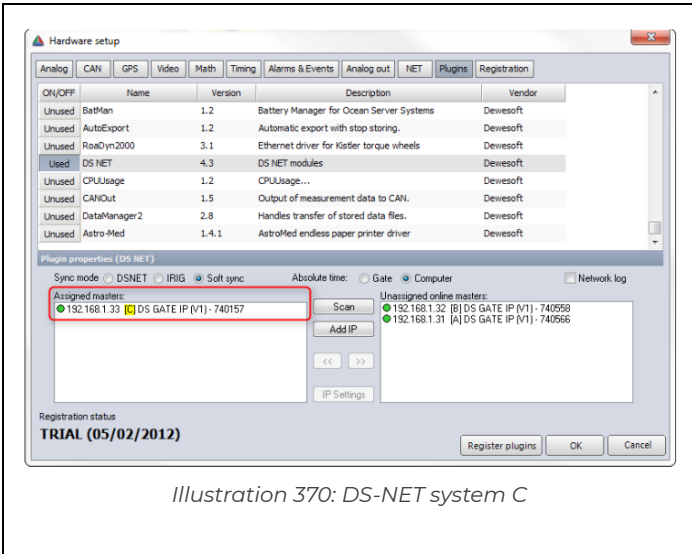 Hardware setup
Analog CAN GPS Video Math Timing Alarms & Events Analog out NET Plugins Registration
ON/OFF Name Version Description Vendor
Unused BatMan 1.2 Battery Manager for Ocean Server Systems Dewesoft
Unused AutoExport 1.2 Automatic export with stop storing. Dewesoft
Unused RoaDyn2000 3.1 Ethernet driver for Kistler torque wheels Dewesoft
Used DS NET 4.3 DS NET modules Dewesoft
Unused CPUUsage 1.2 CPUUsage... Dewesoft
Unused CANOut 1.5 Output of measurement data to CAN. Dewesoft
Unused DataManager2 2.8 Handles transfer of stored data files. Dewesoft
Unused Astro-Med 1.4.1 AstroMed endless paper printer driver Dewesoft
Plugin properties (DS NET)
Sync mode DSNET IRIG Soft sync Absolute time: Gate Computer Network log
Assigned masters: Scan Unassigned online masters:
192.168.1.33 [C] DS GATE IP (V1) - 740157 192.168.1.32 [B] DS GATE IP (V1) - 740558
192.168.1.31 [A] DS GATE IP (V1) - 740566
Add IP
<< >>
IP Settings
Registration status
TRIAL (05/02/2012)
Register plugins OK Cancel
Illustration 370: DS-NET system C